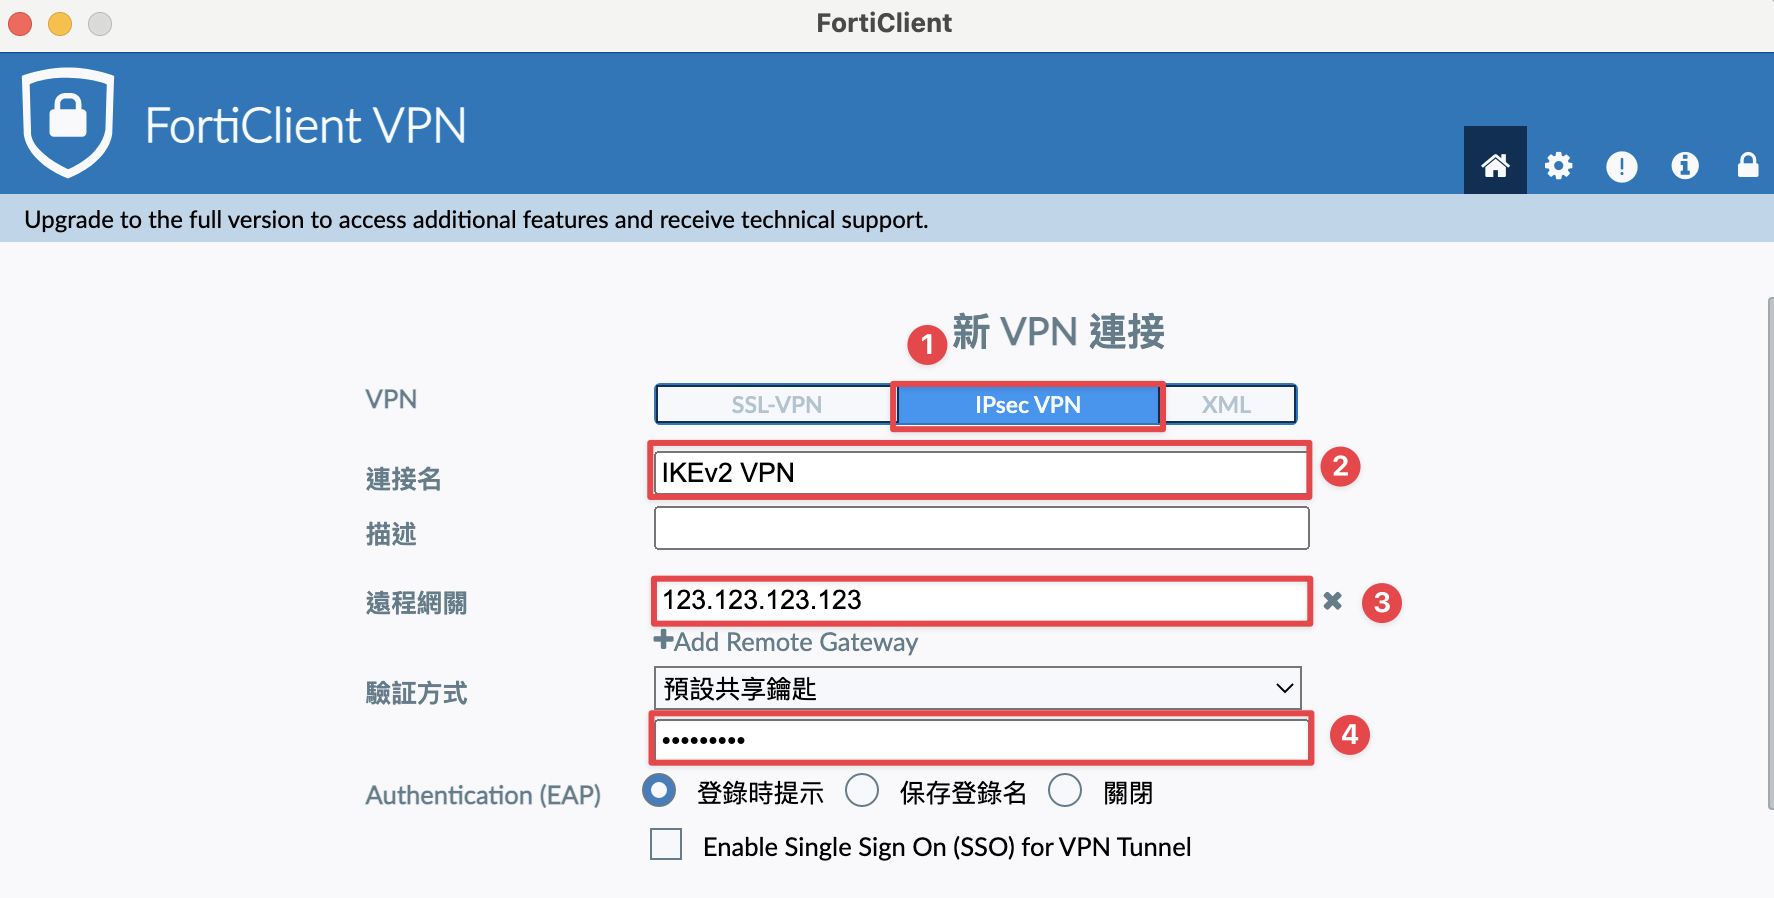 FortiClient
FortiClient VPN
Upgrade to the full version to access additional features and receive technical support.
1 新 VPN 連接
VPN SSL-VPN IPsec VPN XML
連接名 IKEv2 VPN 2
描述
遠程網關 123.123.123.123 3
Add Remote Gateway
驗証方式 預設共享鑰匙
••••••••• 4
Authentication (EAP) 登錄時提示 保存登錄名 關閉
Enable Single Sign On (SSO) for VPN Tunnel